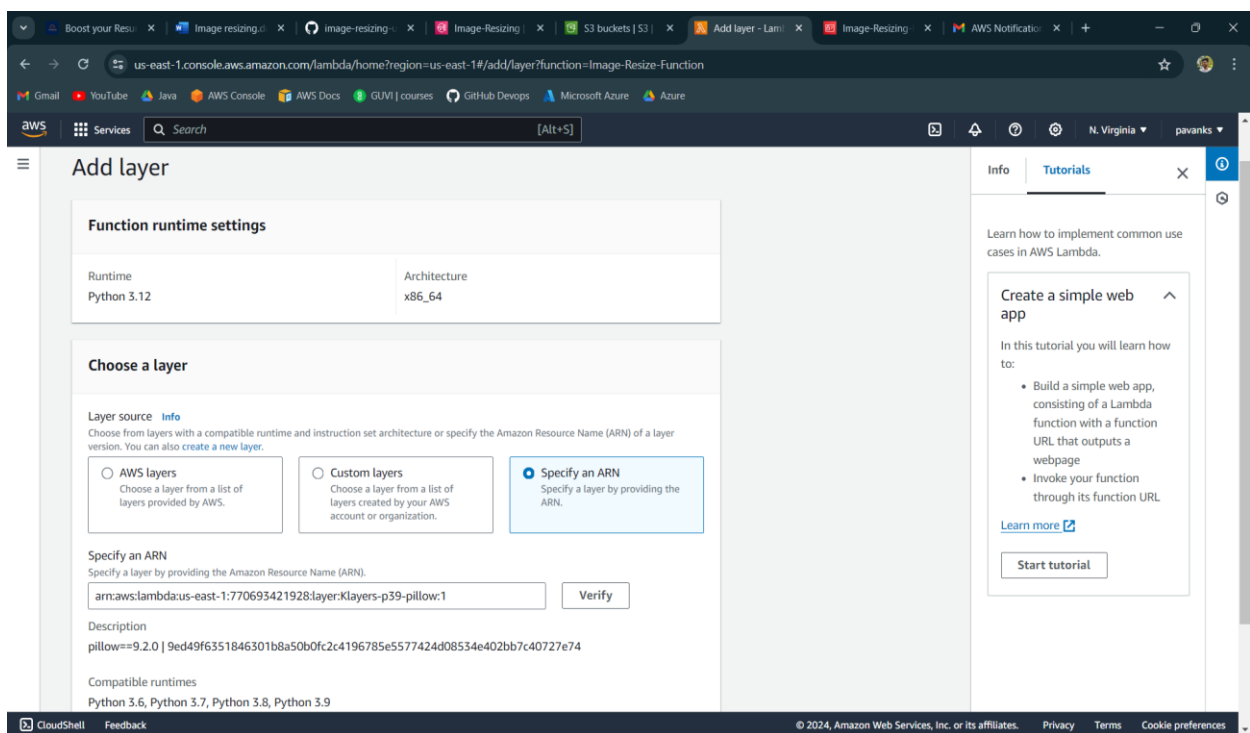 Boost your Resu
Image resizing.d
image-resizing-
Image-Resizing |
S3 buckets | S3 |
Add layer - Lam
Image-Resizing-
AWS Notification
us-east-1.console.aws.amazon.com/lambda/home?region=us-east-1#/add/layer?function=Image-Resize-Function
Gmail YouTube Java AWS Console AWS Docs GUVI | courses GitHub Devops Microsoft Azure Azure
aws Services Search [Alt+S] N. Virginia pavanks
Add layer
Function runtime settings
Runtime
Python 3.12
Architecture
x86_64
Choose a layer
Layer source Info
Choose from layers with a compatible runtime and instruction set architecture or specify the Amazon Resource Name (ARN) of a layer
version. You can also create a new layer.
AWS layers
Choose a layer from a list of
layers provided by AWS.
Custom layers
Choose a layer from a list of
layers created by your AWS
account or organization.
Specify an ARN
Specify a layer by providing the
ARN.
Specify an ARN
Specify a layer by providing the Amazon Resource Name (ARN).
arn:aws:lambda:us-east-1:770693421928:layer:Klayers-p39-pillow:1
Verify
Description
pillow==9.2.0 | 9ed49f6351846301b8a50b0fc2c4196785e5577424d08534e402bb7c40727e74
Compatible runtimes
Python 3.6, Python 3.7, Python 3.8, Python 3.9
Info Tutorials
Learn how to implement common use
cases in AWS Lambda.
Create a simple web
app
In this tutorial you will learn how
to:
• Build a simple web app,
consisting of a Lambda
function with a function
URL that outputs a
webpage
• Invoke your function
through its function URL
Learn more
Start tutorial
CloudShell Feedback © 2024, Amazon Web Services, Inc. or its affiliates. Privacy Terms Cookie preferences